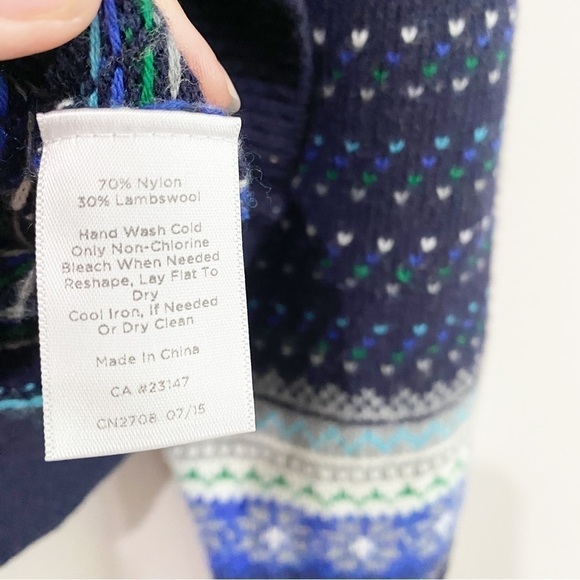 70% Nylon
30% Lambswool
Hand Wash Cold
Only Non-Chlorine
Bleach When Needed
Reshape, Lay Flat To
Dry
Cool Iron, If Needed
Or Dry Clean
Made In China
CA #23147
CN2708 07/15